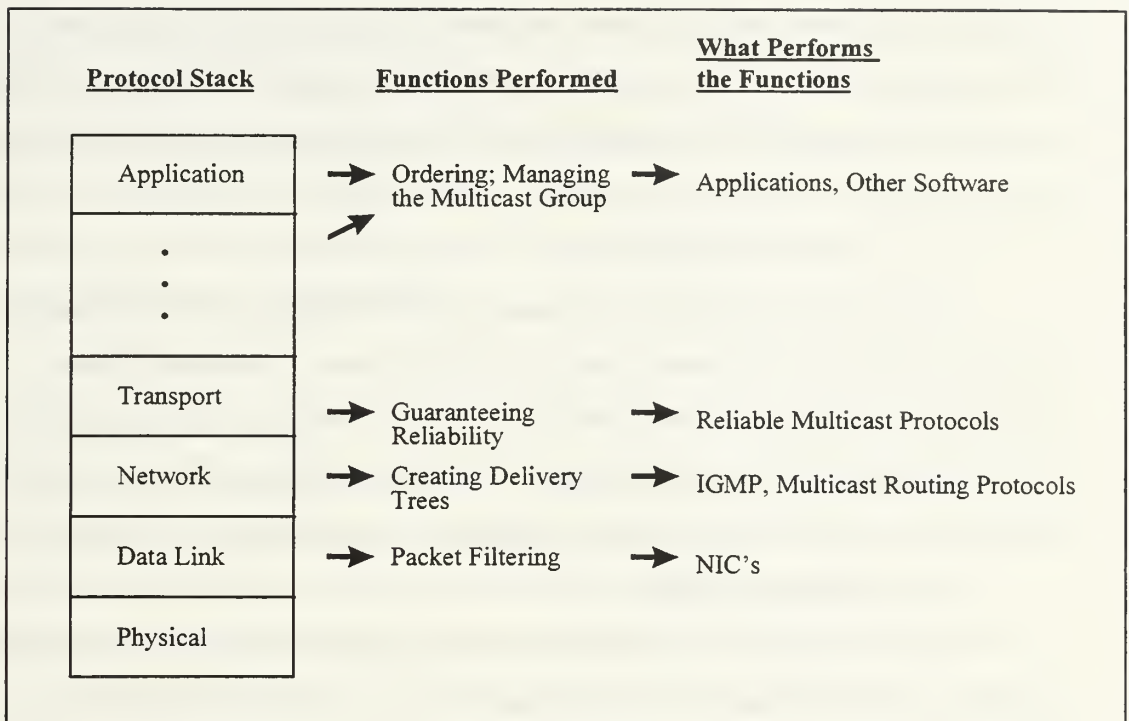 Protocol Stack
Functions Performed
What Performs
the Functions
Application
Ordering; Managing
the Multicast Group
Applications, Other Software
Transport
Guaranteeing
Reliability
Reliable Multicast Protocols
Network
Creating Delivery
Trees
IGMP, Multicast Routing Protocols
Data Link
Packet Filtering
NIC's
Physical